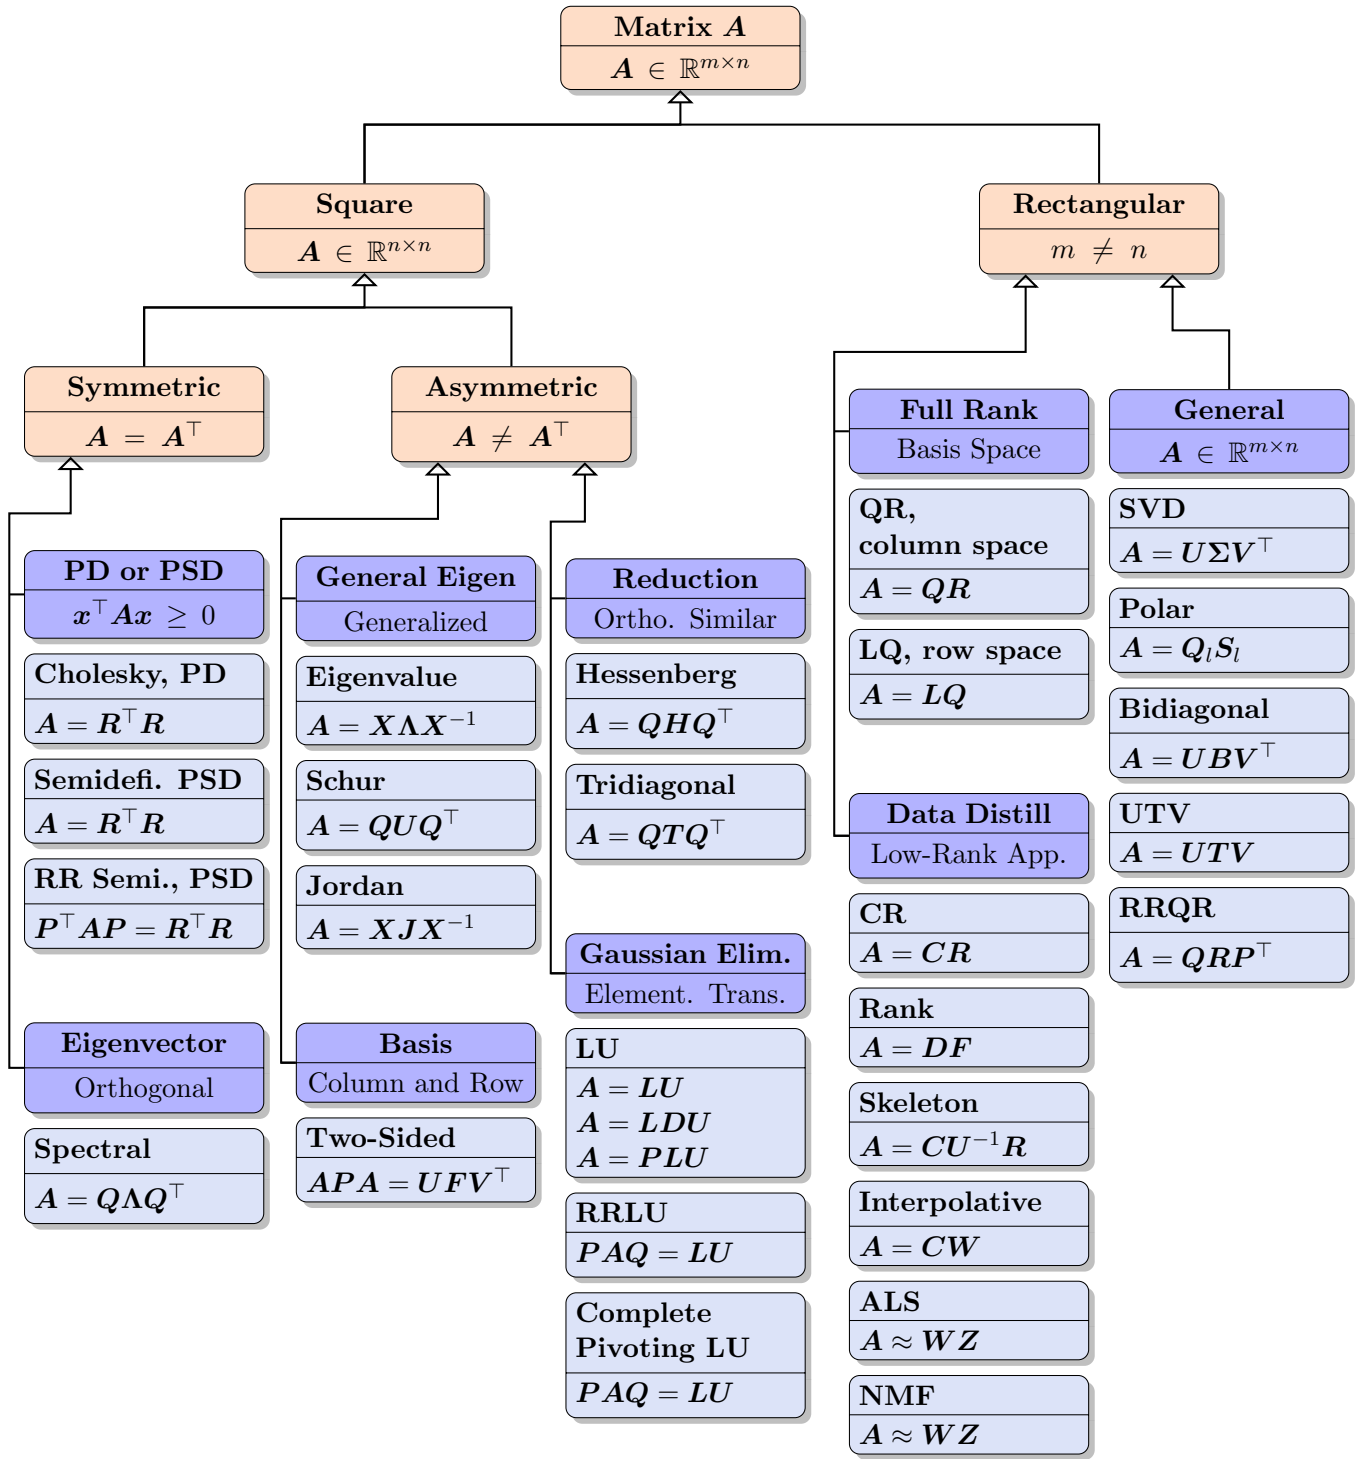 Matrix A
A ∈ ℝ^{m×n}
Square
A ∈ ℝ^{n×n}
Rectangular
m ≠ n
Symmetric
A = A^⊤
Asymmetric
A ≠ A^⊤
PD or PSD
x^⊤Ax ≥ 0
Cholesky, PD
A = R^⊤R
Semidefi. PSD
A = R^⊤R
RR Semi., PSD
P^⊤AP = R^⊤R
Eigenvector
Orthogonal
Spectral
A = QΛQ^⊤
General Eigen
Generalized
Eigenvalue
A = XΛX^{-1}
Schur
A = QUQ^⊤
Jordan
A = XJX^{-1}
Basis
Column and Row
Two-Sided
APA = UFV^⊤
Reduction
Ortho. Similar
Hessenberg
A = QHQ^⊤
Tridiagonal
A = QTQ^⊤
Gaussian Elim.
Element. Trans.
LU
A = LU
A = LDU
A = PLU
RRLU
PAQ = LU
Complete
Pivoting LU
PAQ = LU
Full Rank
Basis Space
QR,
column space
A = QR
LQ, row space
A = LQ
Data Distill
Low-Rank App.
CR
A = CR
Rank
A = DF
Skeleton
A = CU^{-1}R
Interpolative
A = CW
ALS
A ≈ WZ
NMF
A ≈ WZ
General
A ∈ ℝ^{m×n}
SVD
A = UΣV^⊤
Polar
A = Q_l S_l
Bidiagonal
A = UBV^⊤
UTV
A = UTV
RRQR
A = QRP^⊤